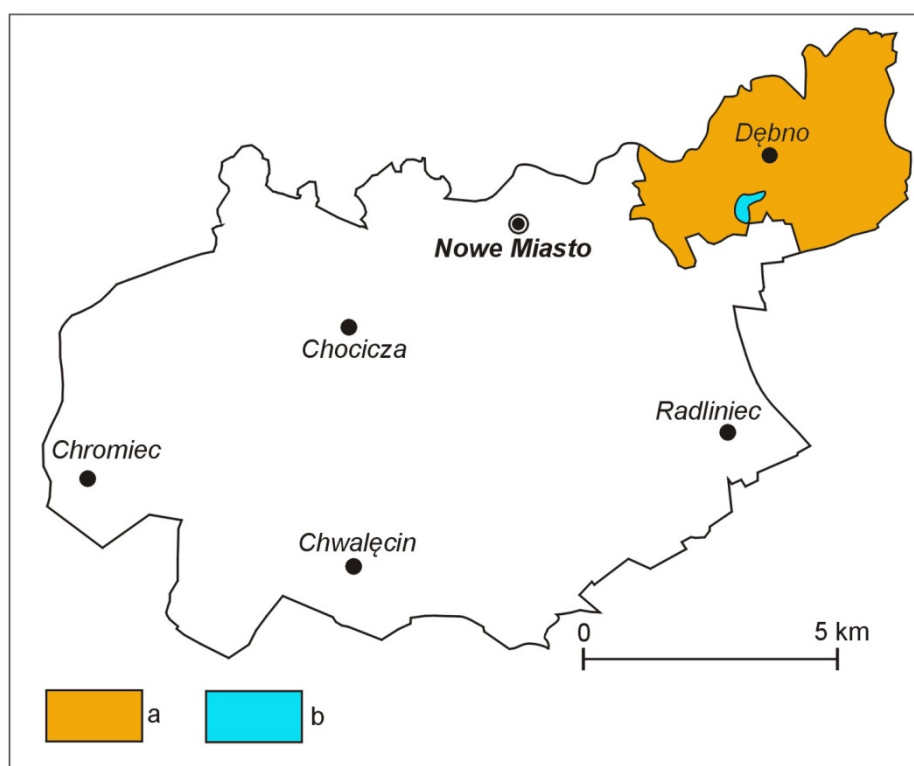 Dębno
Nowe Miasto
Chocicza
Radliniec
Chromiec
Chwalęcin
0 5 km
a b